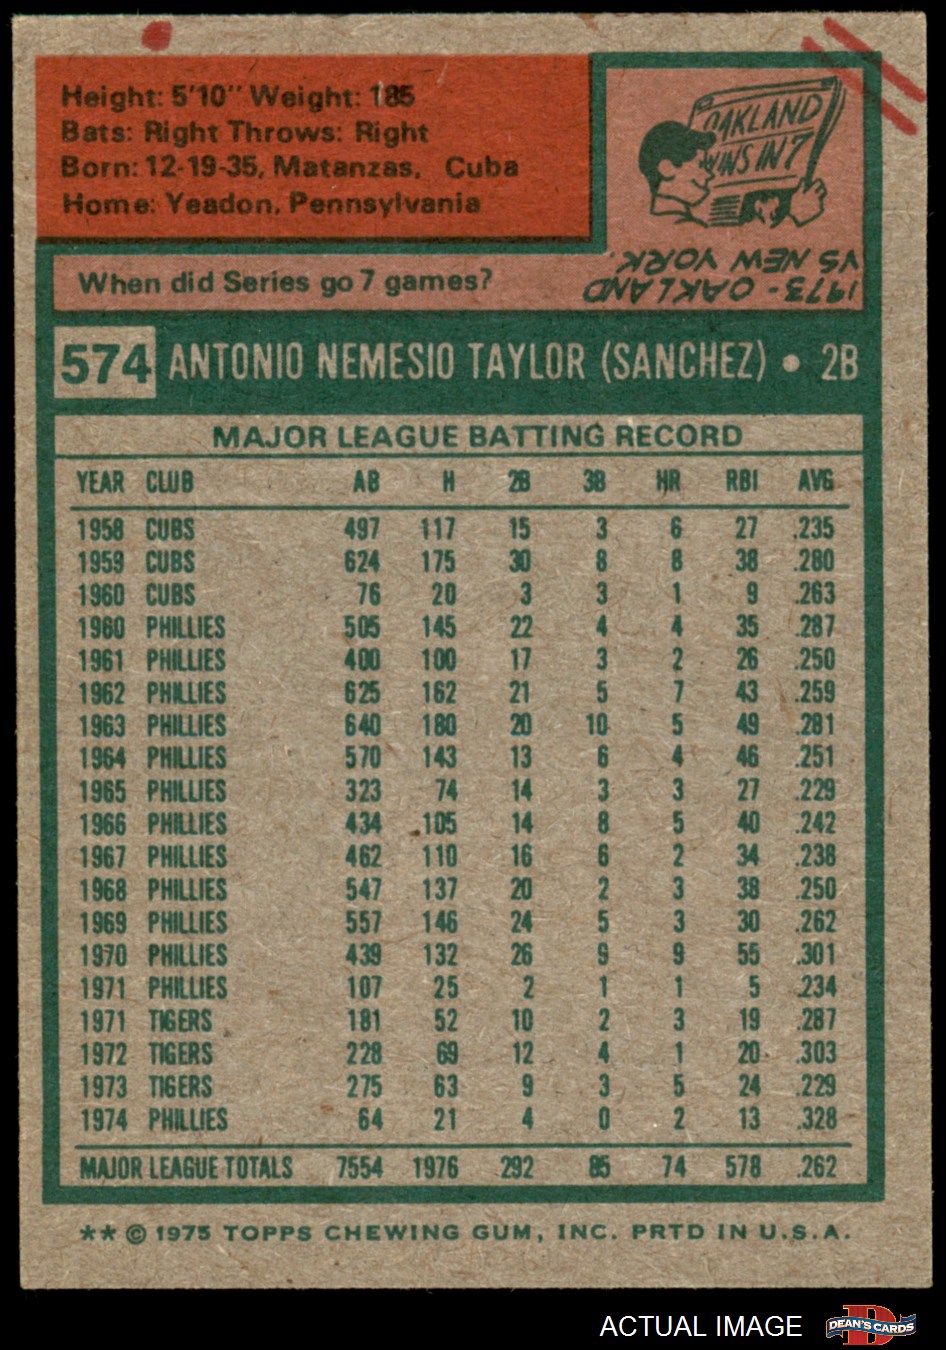 Height: 5'10" Weight: 185
Bats: Right Throws: Right
Born: 12-19-35, Matanzas, Cuba
Home: Yeadon, Pennsylvania
OAKLAND
WINS IN 7
When did Series go 7 games?
1973 - OAKLAND
VS NEW YORK.
574 ANTONIO NEMESIO TAYLOR (SANCHEZ) • 2B
MAJOR LEAGUE BATTING RECORD
YEAR CLUB AB H 2B 3B HR RBI AVG
1958 CUBS 497 117 15 3 6 27 .235
1959 CUBS 624 175 30 8 8 38 .280
1960 CUBS 76 20 3 3 1 9 .263
1960 PHILLIES 505 145 22 4 4 35 .287
1961 PHILLIES 400 100 17 3 2 26 .250
1962 PHILLIES 625 162 21 5 7 43 .259
1963 PHILLIES 640 180 20 10 5 49 .281
1964 PHILLIES 570 143 13 6 4 46 .251
1965 PHILLIES 323 74 14 3 3 27 .229
1966 PHILLIES 434 105 14 8 5 40 .242
1967 PHILLIES 462 110 16 6 2 34 .238
1968 PHILLIES 547 137 20 2 3 38 .250
1969 PHILLIES 557 146 24 5 3 30 .262
1970 PHILLIES 439 132 26 9 9 55 .301
1971 PHILLIES 107 25 2 1 1 5 .234
1971 TIGERS 181 52 10 2 3 19 .287
1972 TIGERS 228 69 12 4 1 20 .303
1973 TIGERS 275 63 9 3 5 24 .229
1974 PHILLIES 64 21 4 0 2 13 .328
MAJOR LEAGUE TOTALS 7554 1976 292 85 74 578 .262
** © 1975 TOPPS CHEWING GUM, INC. PRTD IN U.S.A.
ACTUAL IMAGE
D
DEAN'S CARDS